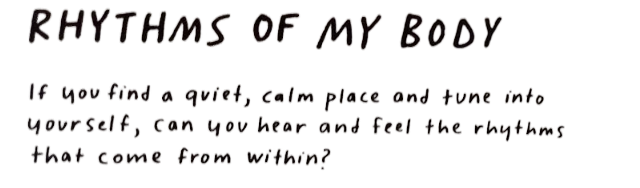 RHYTHMS OF MY BODY
If you find a quiet, calm place and tune into
yourself, can you hear and feel the rhythms
that come from within?